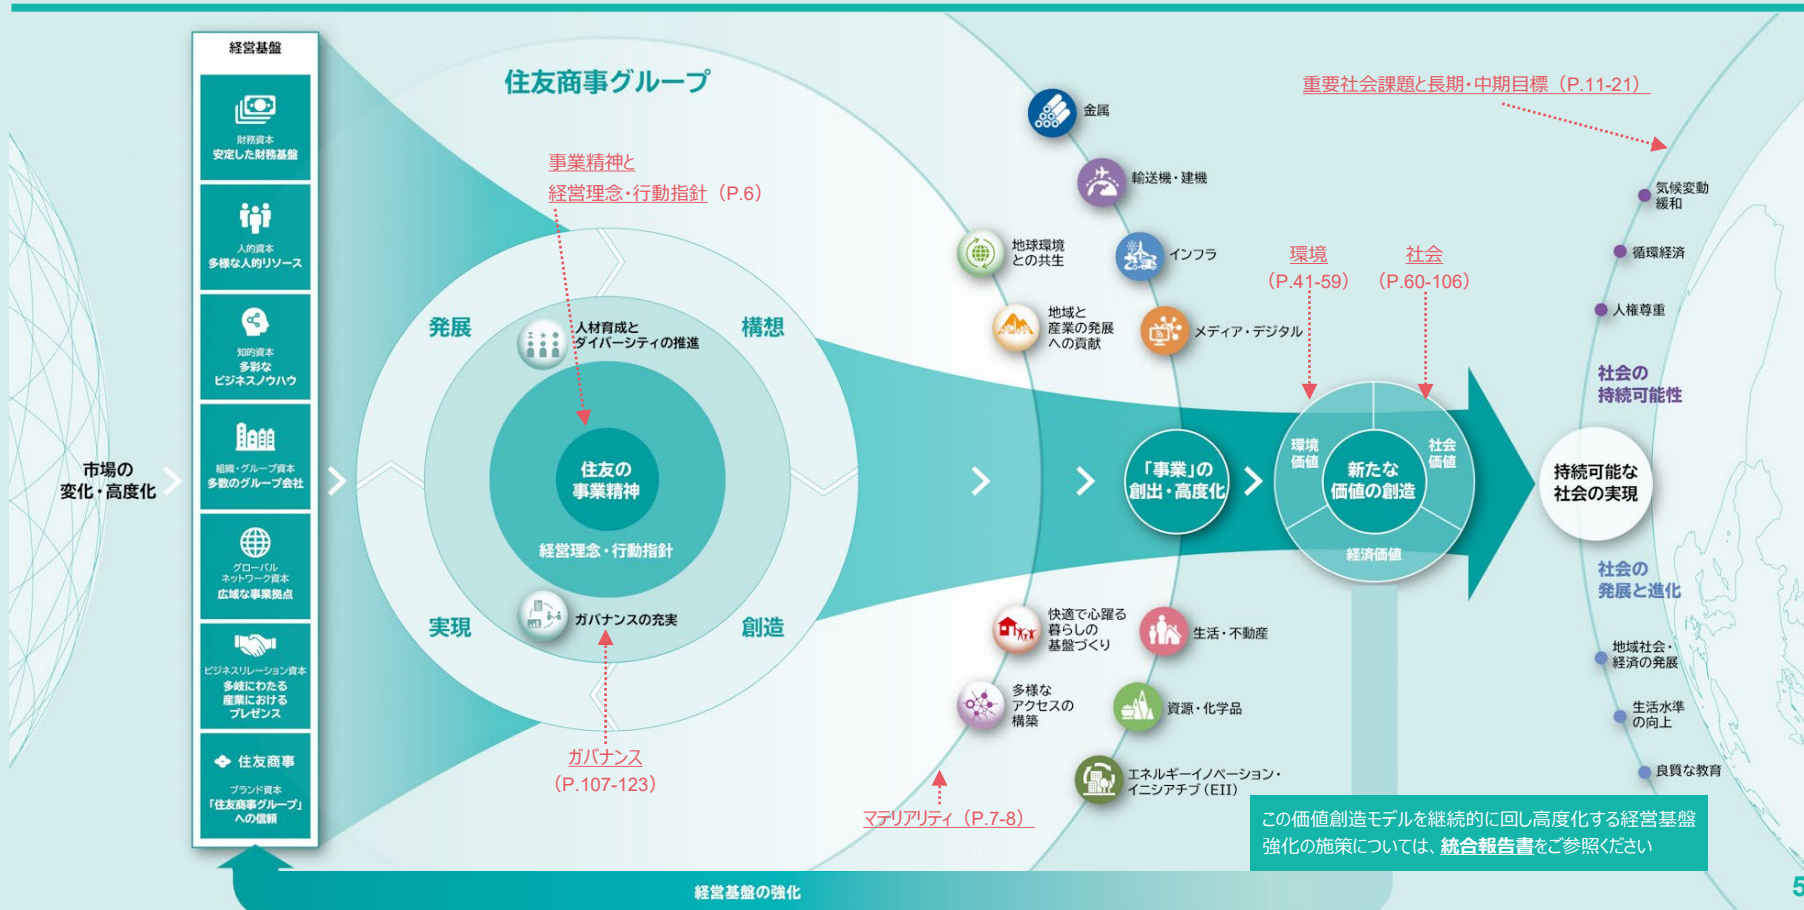 経営基盤
財務資本
安定した財務基盤
人的資本
多様な人的リソース
知的資本
多彩な
ビジネスノウハウ
組織・グループ資本
多数のグループ会社
グローバル
ネットワーク資本
広域な事業拠点
ビジネスリレーション資本
多岐にわたる
産業における
プレゼンス
住友商事
ブランド資本
「住友商事グループ」
への信頼
市場の
変化・高度化
住友商事グループ
事業精神と
経営理念・行動指針（P.6）
発展
構想
実現
創造
人材育成と
ダイバーシティの推進
住友の
事業精神
経営理念・行動指針
ガバナンスの充実
ガバナンス
（P.107-123）
地球環境
との共生
地域と
産業の発展
への貢献
快適で心躍る
暮らしの
基盤づくり
多様な
アクセスの
構築
マテリアリティ（P.7-8）
金属
輸送機・建機
インフラ
メディア・デジタル
「事業」の
創出・高度化
生活・不動産
資源・化学品
エネルギーイノベーション・
イニシアチブ（EII）
環境
（P.41-59）
社会
（P.60-106）
環境
価値
社会
価値
新たな
価値の創造
経済価値
重要社会課題と長期・中期目標（P.11-21）
気候変動
緩和
循環経済
人権尊重
社会の
持続可能性
持続可能な
社会の実現
社会の
発展と進化
地域社会・
経済の発展
生活水準
の向上
良質な教育
この価値創造モデルを継続的に回し高度化する経営基盤
強化の施策については、統合報告書をご参照ください
経営基盤の強化
5